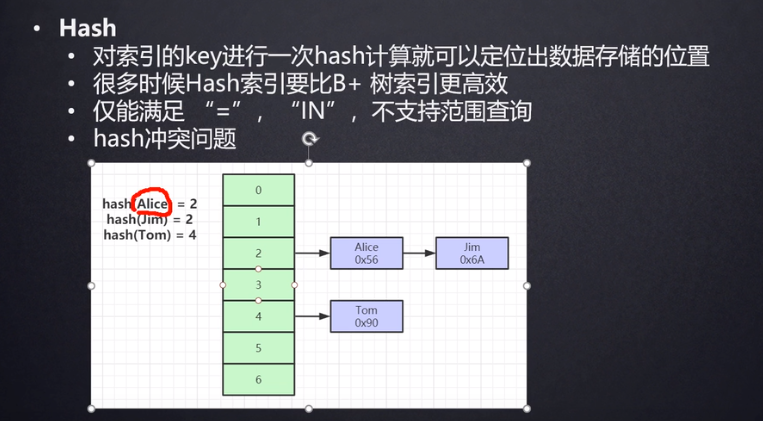 Hash
对索引的key进行一次hash计算就可以定位出数据存储的位置
很多时候Hash索引要比B+ 树索引更高效
仅能满足 “=”，“IN”，不支持范围查询
hash冲突问题
hash(Alice) = 2
hash(Jim) = 2
hash(Tom) = 4
0
1
2
3
4
5
6
Alice
0x56
Jim
0x6A
Tom
0x90